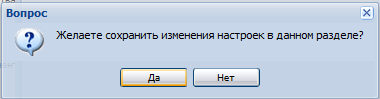 Вопрос
Желаете сохранить изменения настроек в данном разделе?
Да
Нет